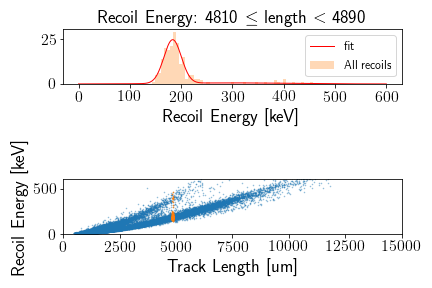 Recoil Energy: 4810 ≤ length < 4890
25
0
fit
All recoils
0 100 200 300 400 500 600
Recoil Energy [keV]
Recoil Energy [keV]
500
0
0 2500 5000 7500 10000 12500 15000
Track Length [um]